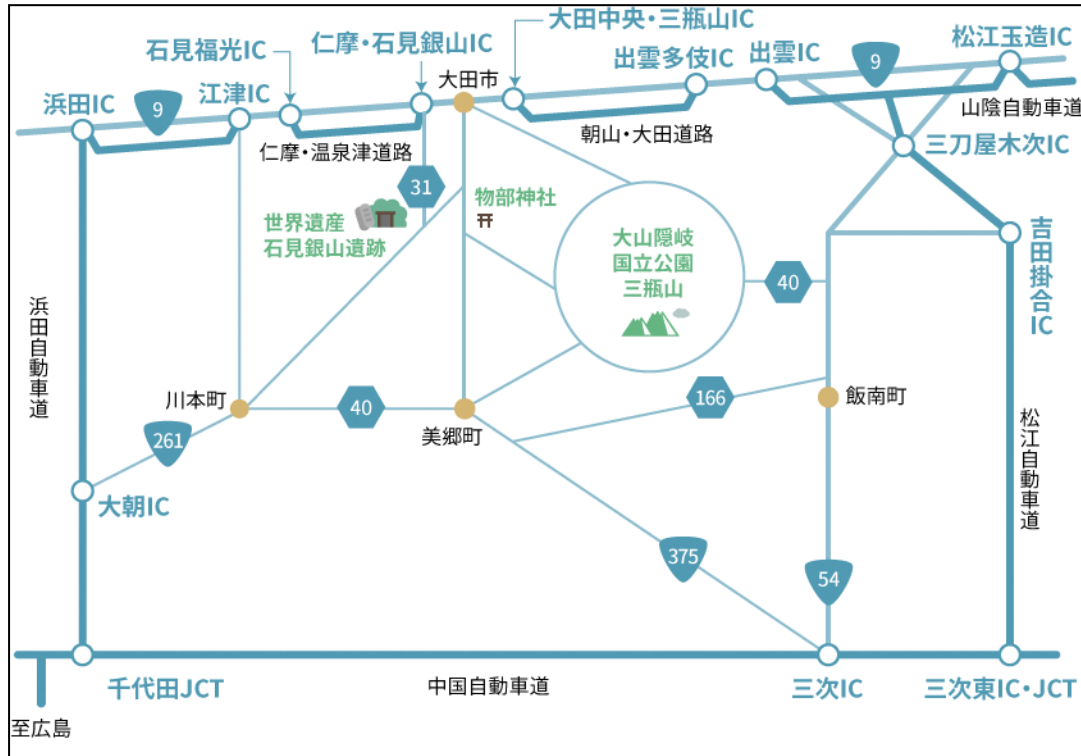 大田中央・三瓶山IC
仁摩・石見銀山IC
石見福光IC
松江玉造IC
出雲多伎IC
出雲IC
大田市
9
浜田IC
江津IC
9
山陰自動車道
朝山・大田道路
仁摩・温泉津道路
三刀屋木次IC
31
物部神社
世界遺産
石見銀山遺跡
大山隠岐
国立公園
三瓶山
吉田掛合IC
40
浜田自動車道
川本町
40
166
飯南町
美郷町
261
松江自動車道
大朝IC
375
54
千代田JCT
中国自動車道
三次IC
三次東IC・JCT
至広島